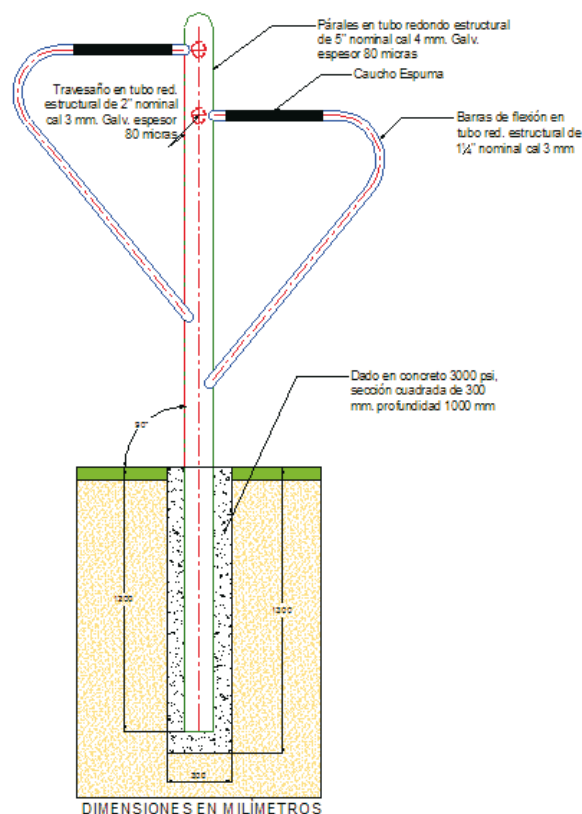 Párales en tubo redondo estructural
de 5" nominal cal 4 mm. Galv.
espesor 80 micras
Caucho Espuma
Travesaño en tubo red.
estructural de 2" nominal
cal 3 mm. Galv. espesor
80 micras
Barras de flexión en
tubo red. estructural de
1¼" nominal cal 3 mm
Dado en concreto 3000 psi,
sección cuadrada de 300
mm. profundidad 1000 mm
90°
1200
1300
300
DIMENSIONES EN MILÍMETROS